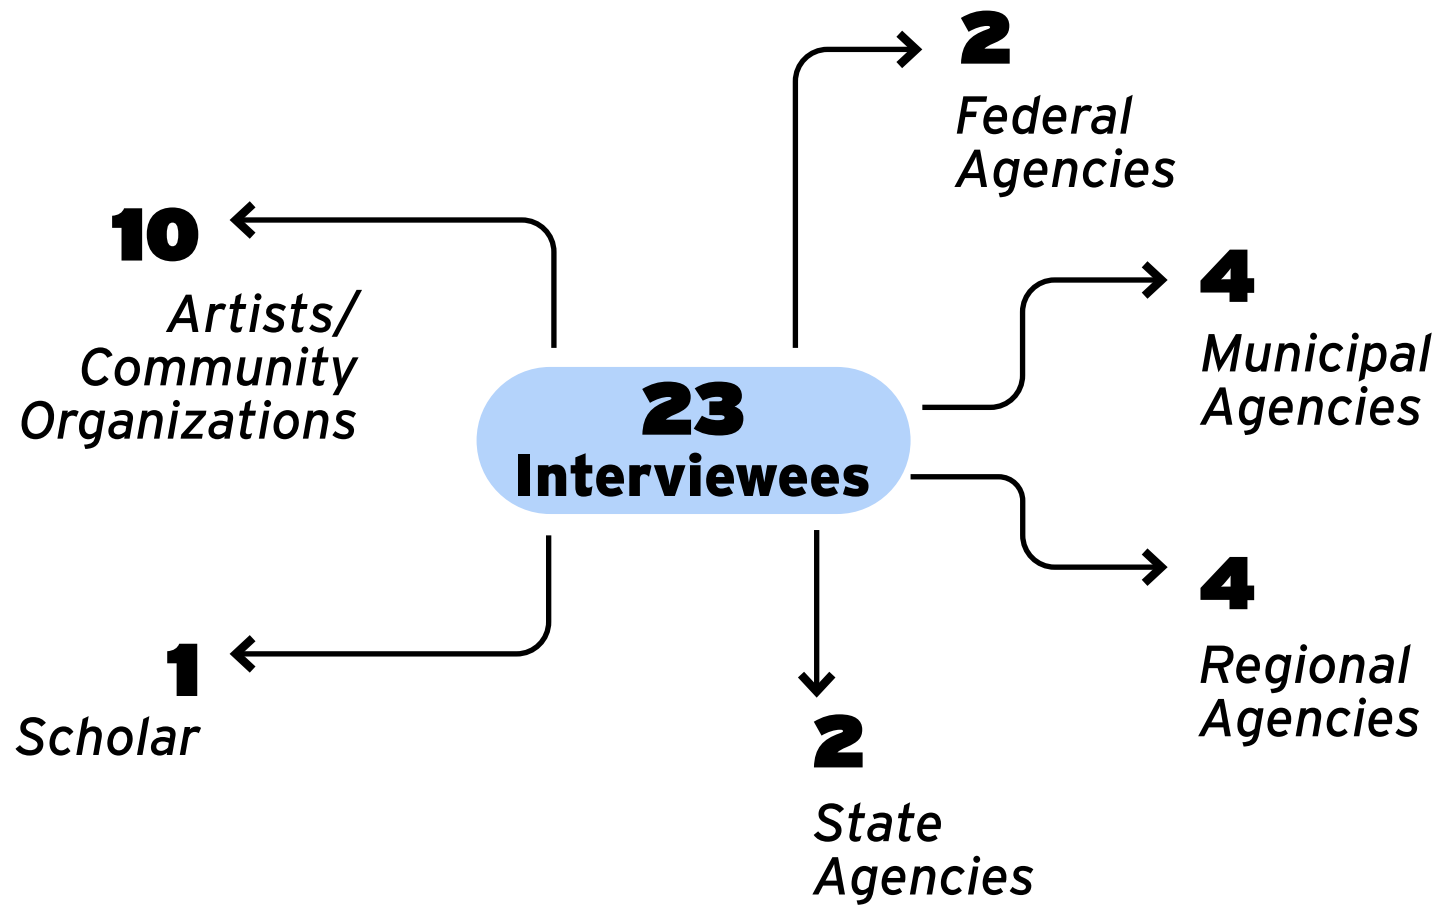 2
Federal
Agencies
10
Artists/
Community
Organizations
4
Municipal
Agencies
23
Interviewees
4
Regional
Agencies
1
Scholar
2
State
Agencies